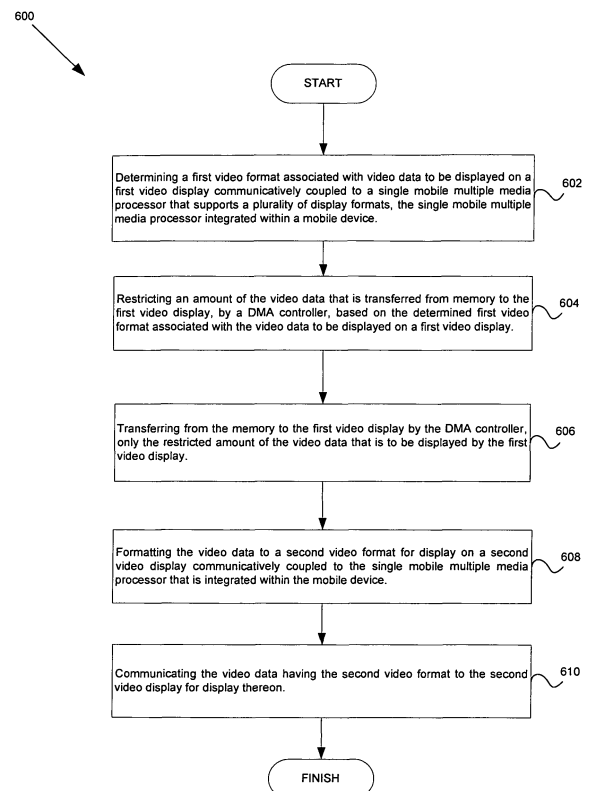 600
START
Determining a first video format associated with video data to be displayed on a
first video display communicatively coupled to a single mobile multiple media
processor that supports a plurality of display formats, the single mobile multiple
media processor integrated within a mobile device.
602
Restricting an amount of the video data that is transferred from memory to the
first video display, by a DMA controller, based on the determined first video
format associated with the video data to be displayed on a first video display.
604
Transferring from the memory to the first video display by the DMA controller,
only the restricted amount of the video data that is to be displayed by the first
video display.
606
Formatting the video data to a second video format for display on a second
video display communicatively coupled to the single mobile multiple media
processor that is integrated within the mobile device.
608
Communicating the video data having the second video format to the second
video display for display thereon.
610
FINISH